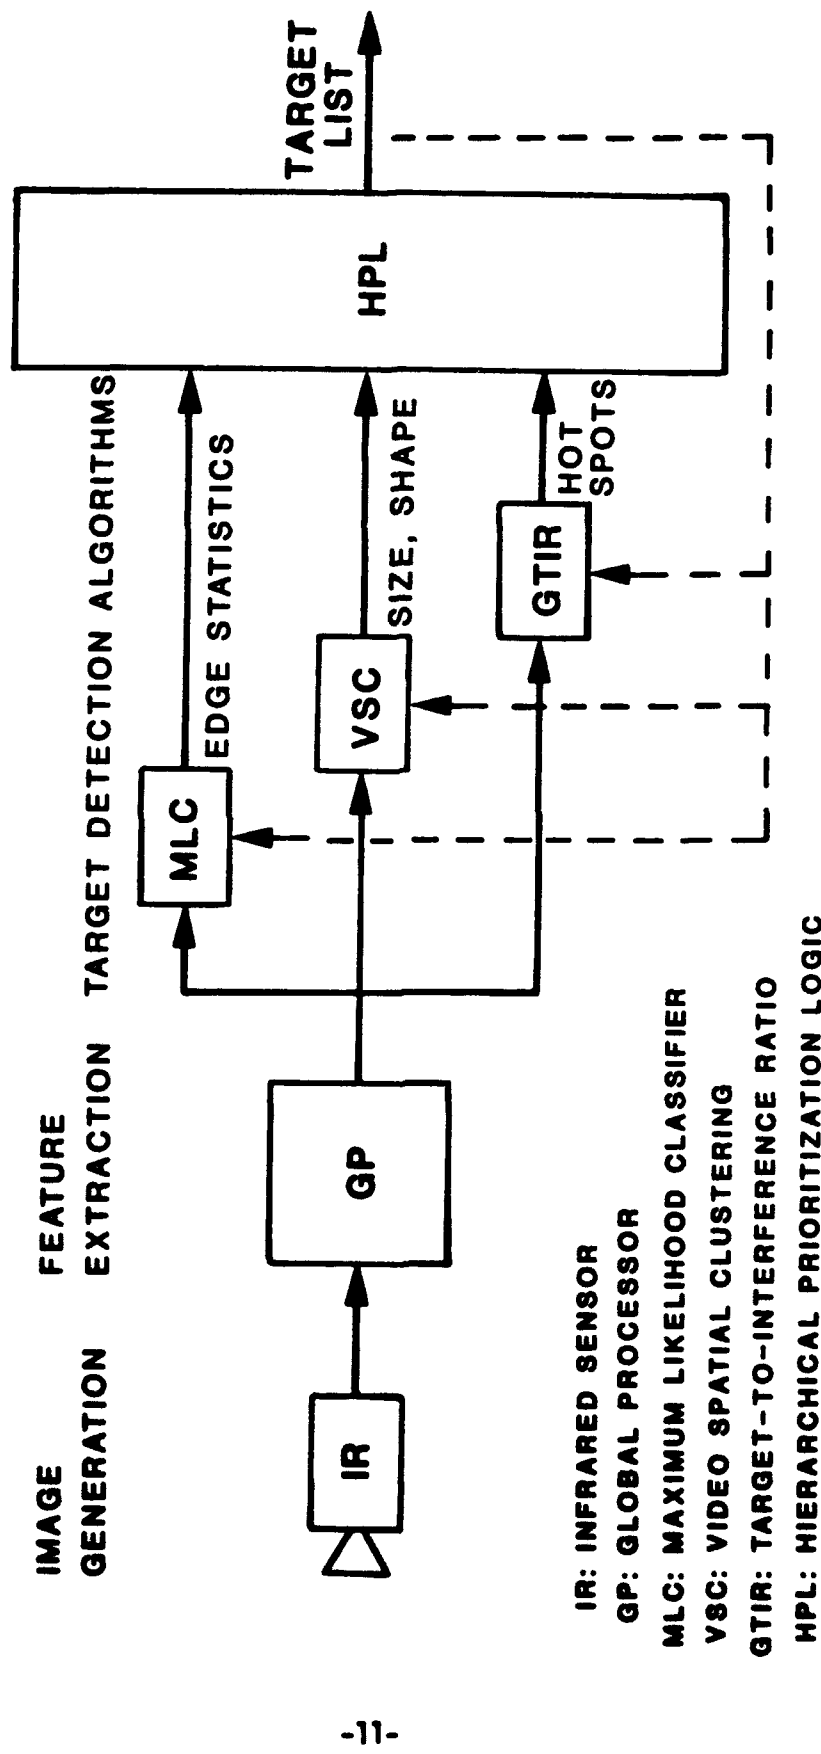 IMAGE
GENERATION
FEATURE
EXTRACTION
TARGET DETECTION ALGORITHMS
IR
GP
MLC
EDGE STATISTICS
VSC
SIZE, SHAPE
GTIR
HOT
SPOTS
HPL
TARGET
LIST
IR: INFRARED SENSOR
GP: GLOBAL PROCESSOR
MLC: MAXIMUM LIKELIHOOD CLASSIFIER
VSC: VIDEO SPATIAL CLUSTERING
GTIR: TARGET-TO-INTERFERENCE RATIO
HPL: HIERARCHICAL PRIORITIZATION LOGIC
-11-